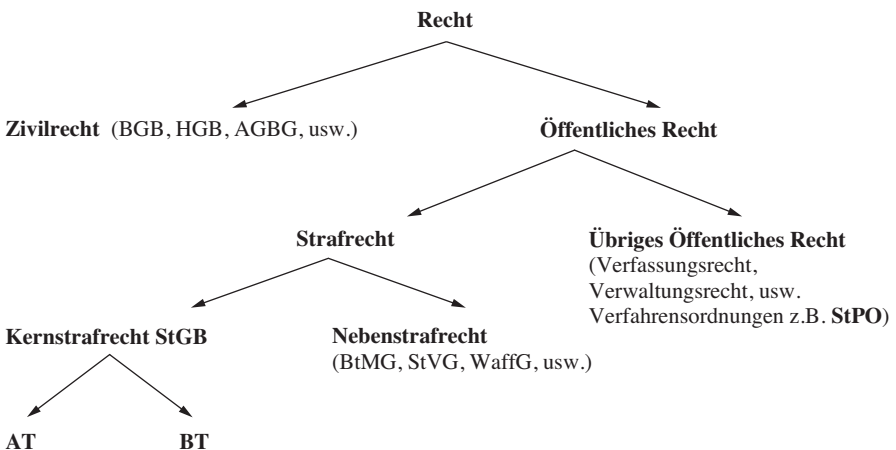 Recht
Zivilrecht (BGB, HGB, AGBG, usw.)
Öffentliches Recht
Strafrecht
Übriges Öffentliches Recht
(Verfassungsrecht,
Verwaltungsrecht, usw.
Verfahrensordnungen z.B. StPO)
Kernstrafrecht StGB
Nebenstrafrecht
(BtMG, StVG, WaffG, usw.)
AT
BT